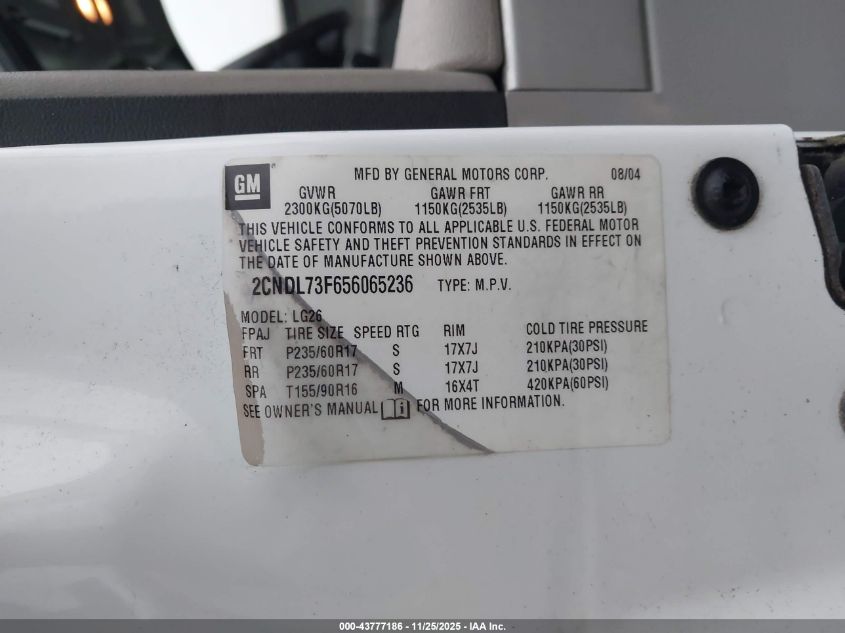 GM
MFD BY GENERAL MOTORS CORP. 08/04
GVWR GAWR FRT GAWR RR
2300KG(5070LB) 1150KG(2535LB) 1150KG(2535LB)
THIS VEHICLE CONFORMS TO ALL APPLICABLE U.S. FEDERAL MOTOR
VEHICLE SAFETY AND THEFT PREVENTION STANDARDS IN EFFECT ON
THE DATE OF MANUFACTURE SHOWN ABOVE.
2CNDL73F656065236 TYPE: M.P.V.
MODEL: LG26
FPAJ TIRE SIZE SPEED RTG RIM COLD TIRE PRESSURE
FRT P235/60R17 S 17X7J 210KPA(30PSI)
RR P235/60R17 S 17X7J 210KPA(30PSI)
SPA T155/90R16 M 16X4T 420KPA(60PSI)
SEE OWNER'S MANUAL FOR MORE INFORMATION.
000-43777186 - 11/25/2025 - IAA Inc.